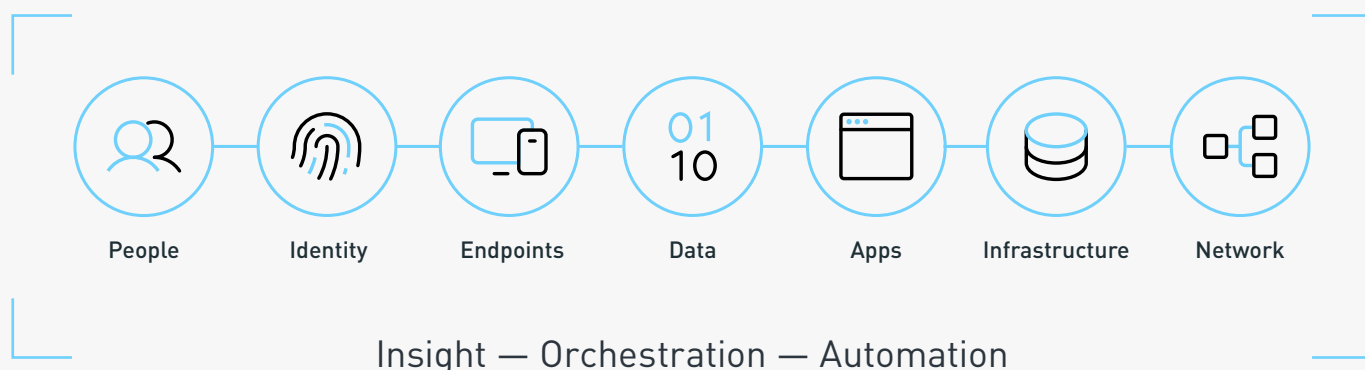 01
10
People Identity Endpoints Data Apps Infrastructure Network
Insight — Orchestration — Automation